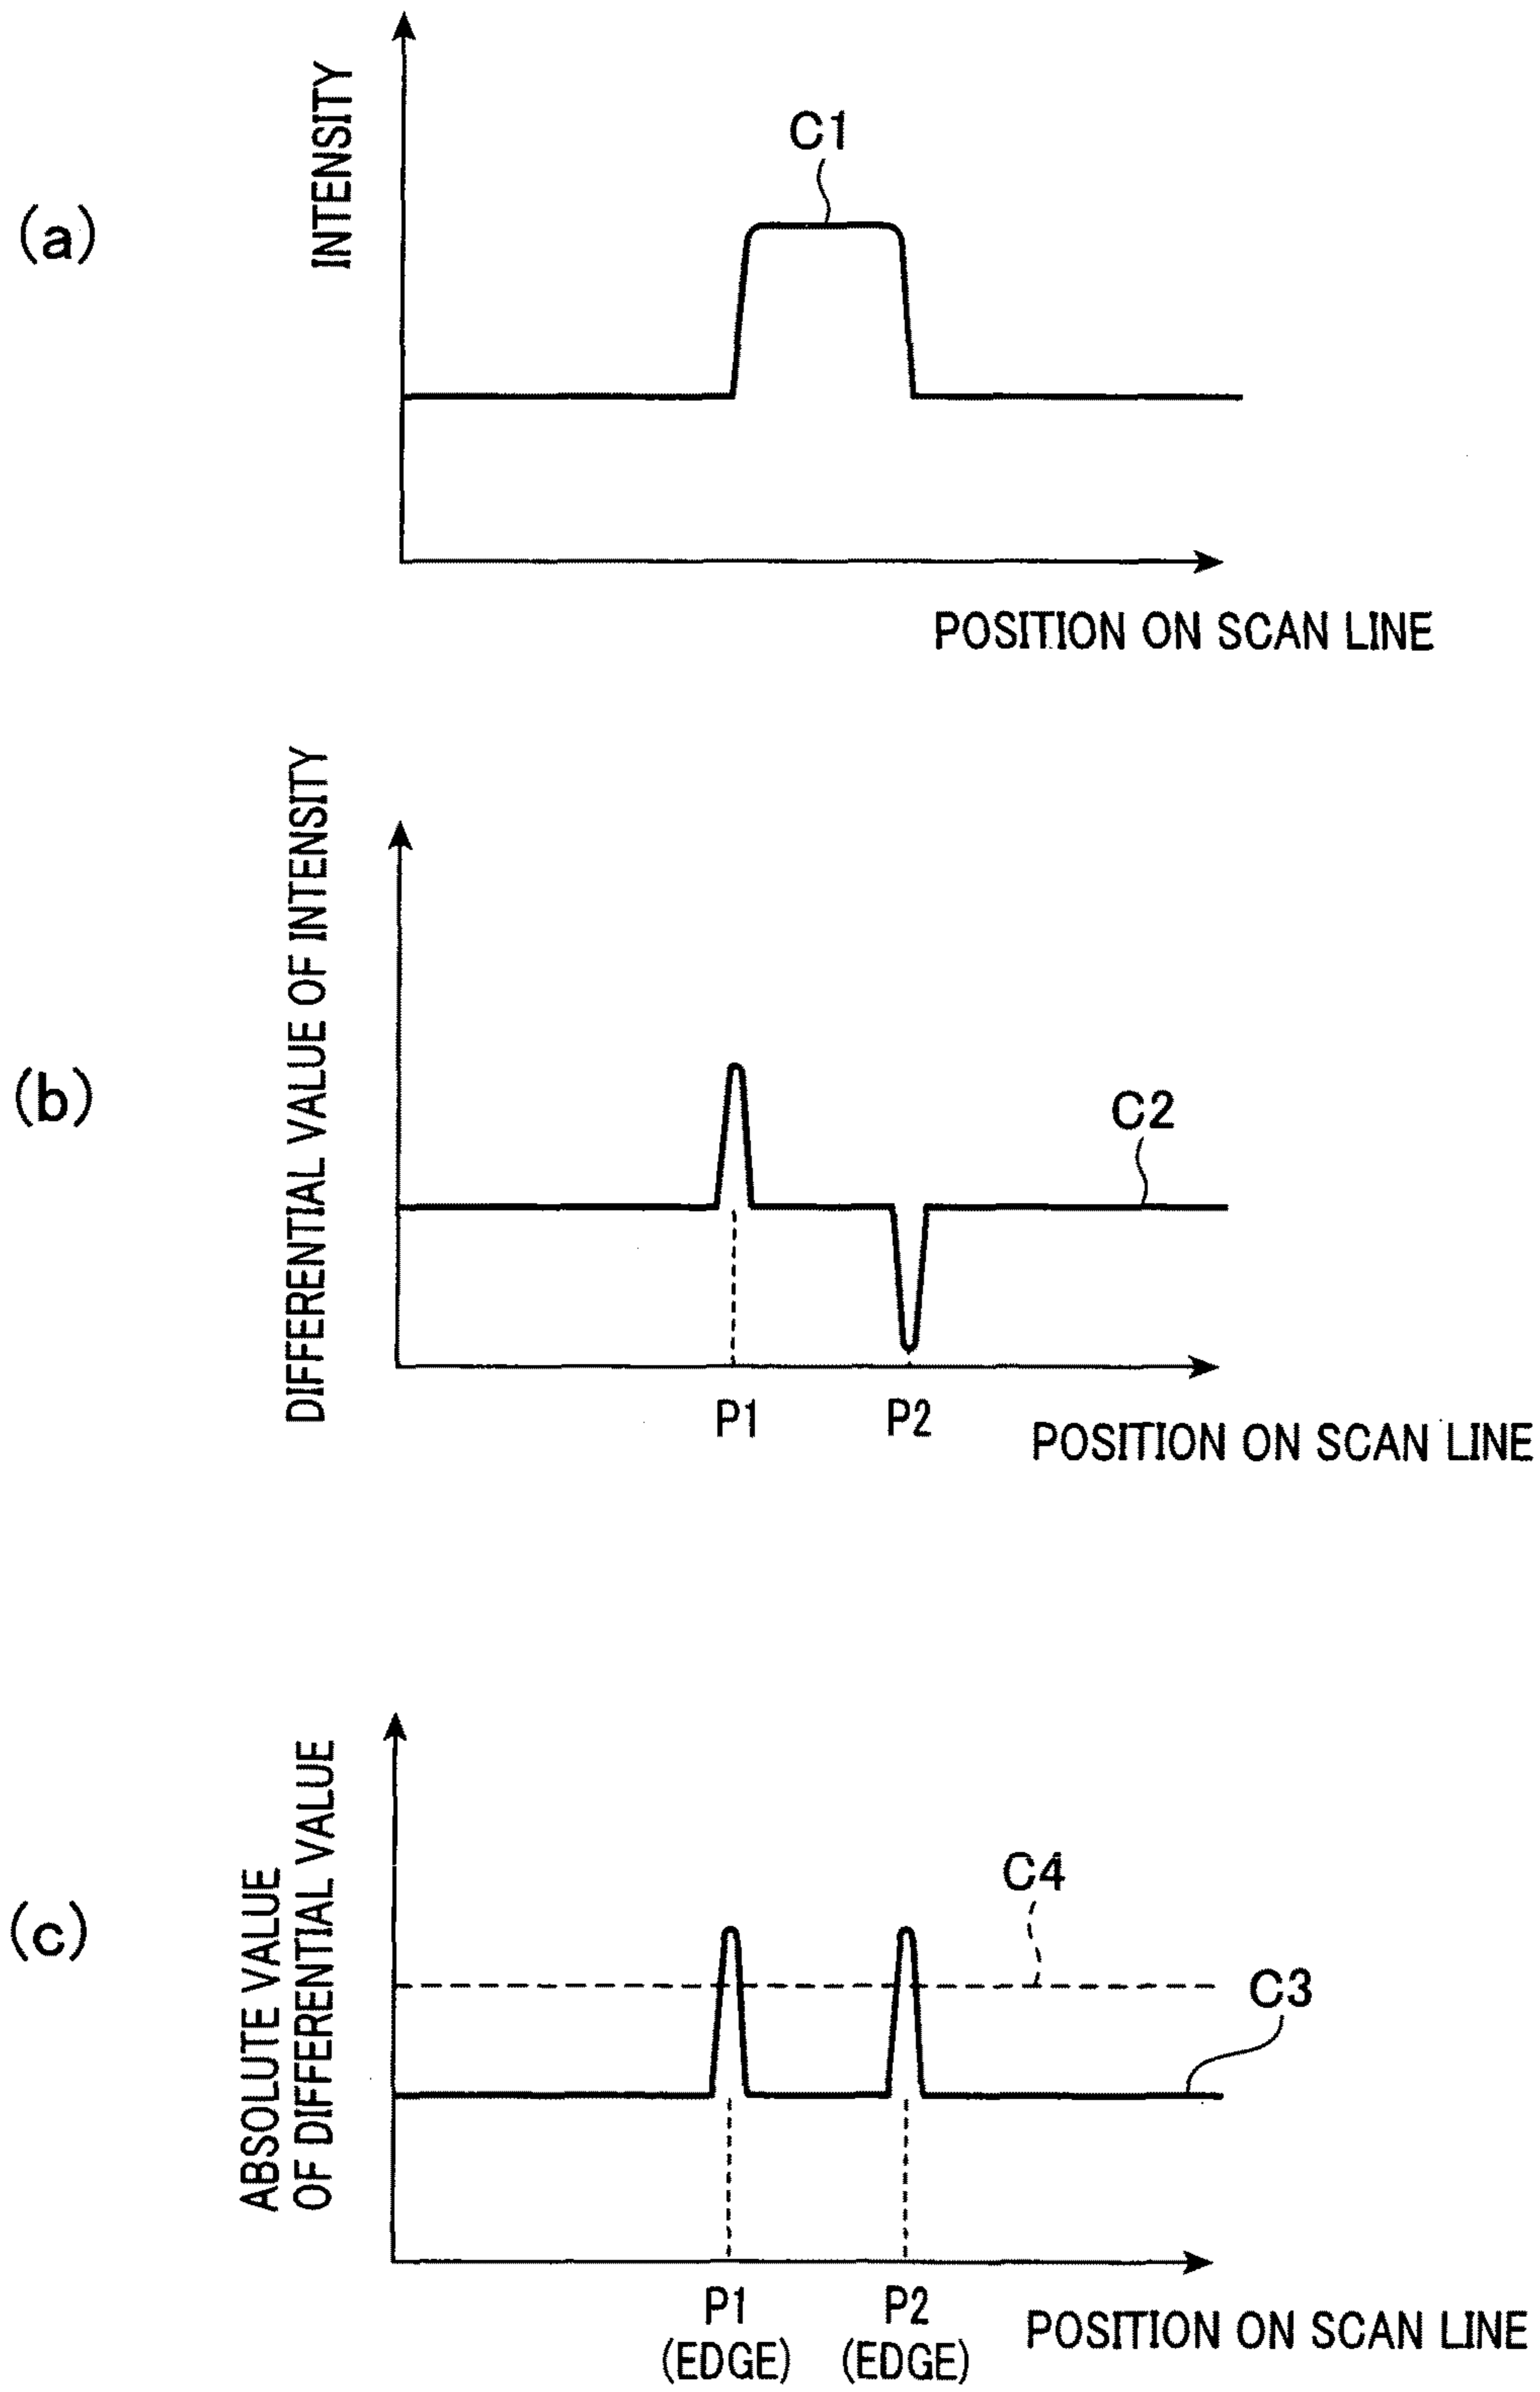 (a)
INTENSITY
C1
POSITION ON SCAN LINE
(b)
DIFFERENTIAL VALUE OF INTENSITY
C2
P1
P2
POSITION ON SCAN LINE
(c)
ABSOLUTE VALUE
OF DIFFERENTIAL VALUE
C4
C3
P1
(EDGE)
P2
(EDGE)
POSITION ON SCAN LINE